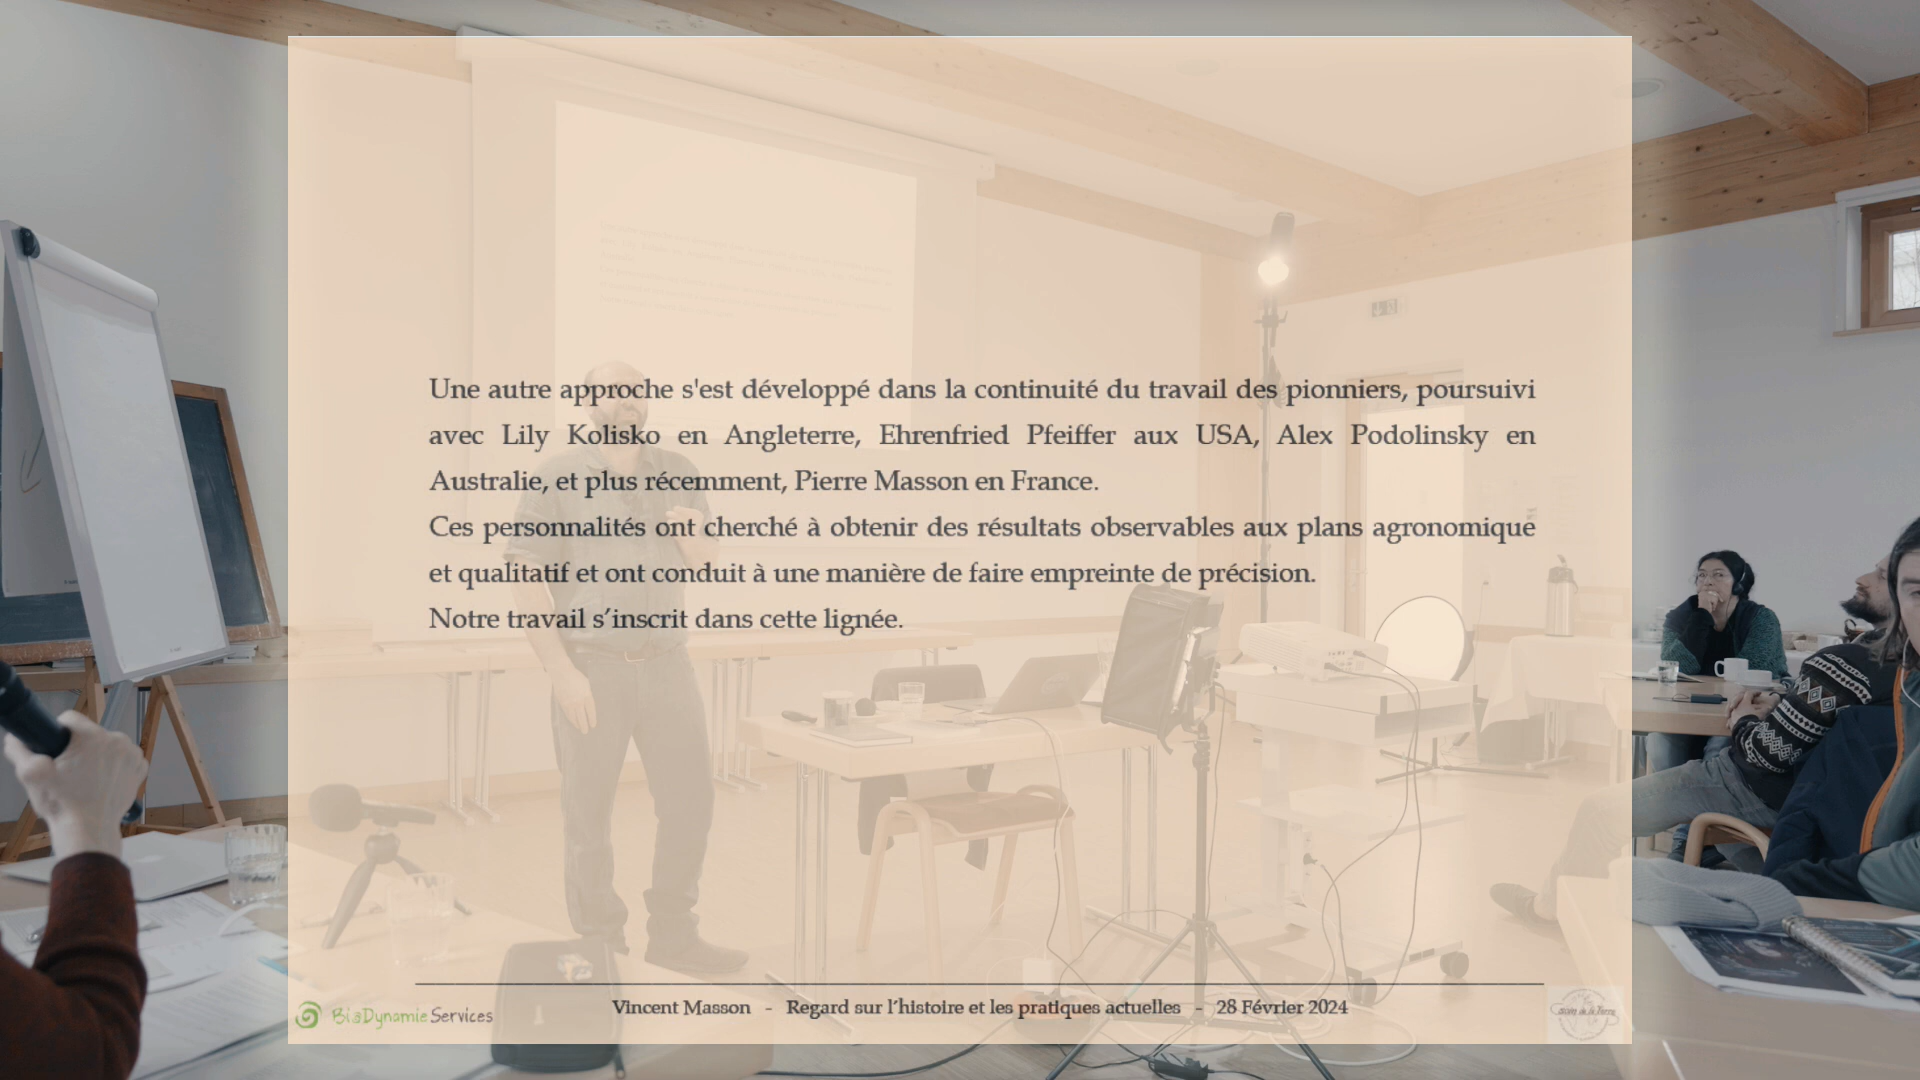 Une autre approche s'est développé dans la continuité du travail des pionniers, poursuivi
avec Lily Kolisko en Angleterre, Ehrenfried Pfeiffer aux USA, Alex Podolinsky en
Australie, et plus récemment, Pierre Masson en France.
Ces personnalités ont cherché à obtenir des résultats observables aux plans agronomique
et qualitatif et ont conduit à une manière de faire empreinte de précision.
Notre travail s’inscrit dans cette lignée.
BioDynamie Services
Vincent Masson - Regard sur l’histoire et les pratiques actuelles - 28 Février 2024